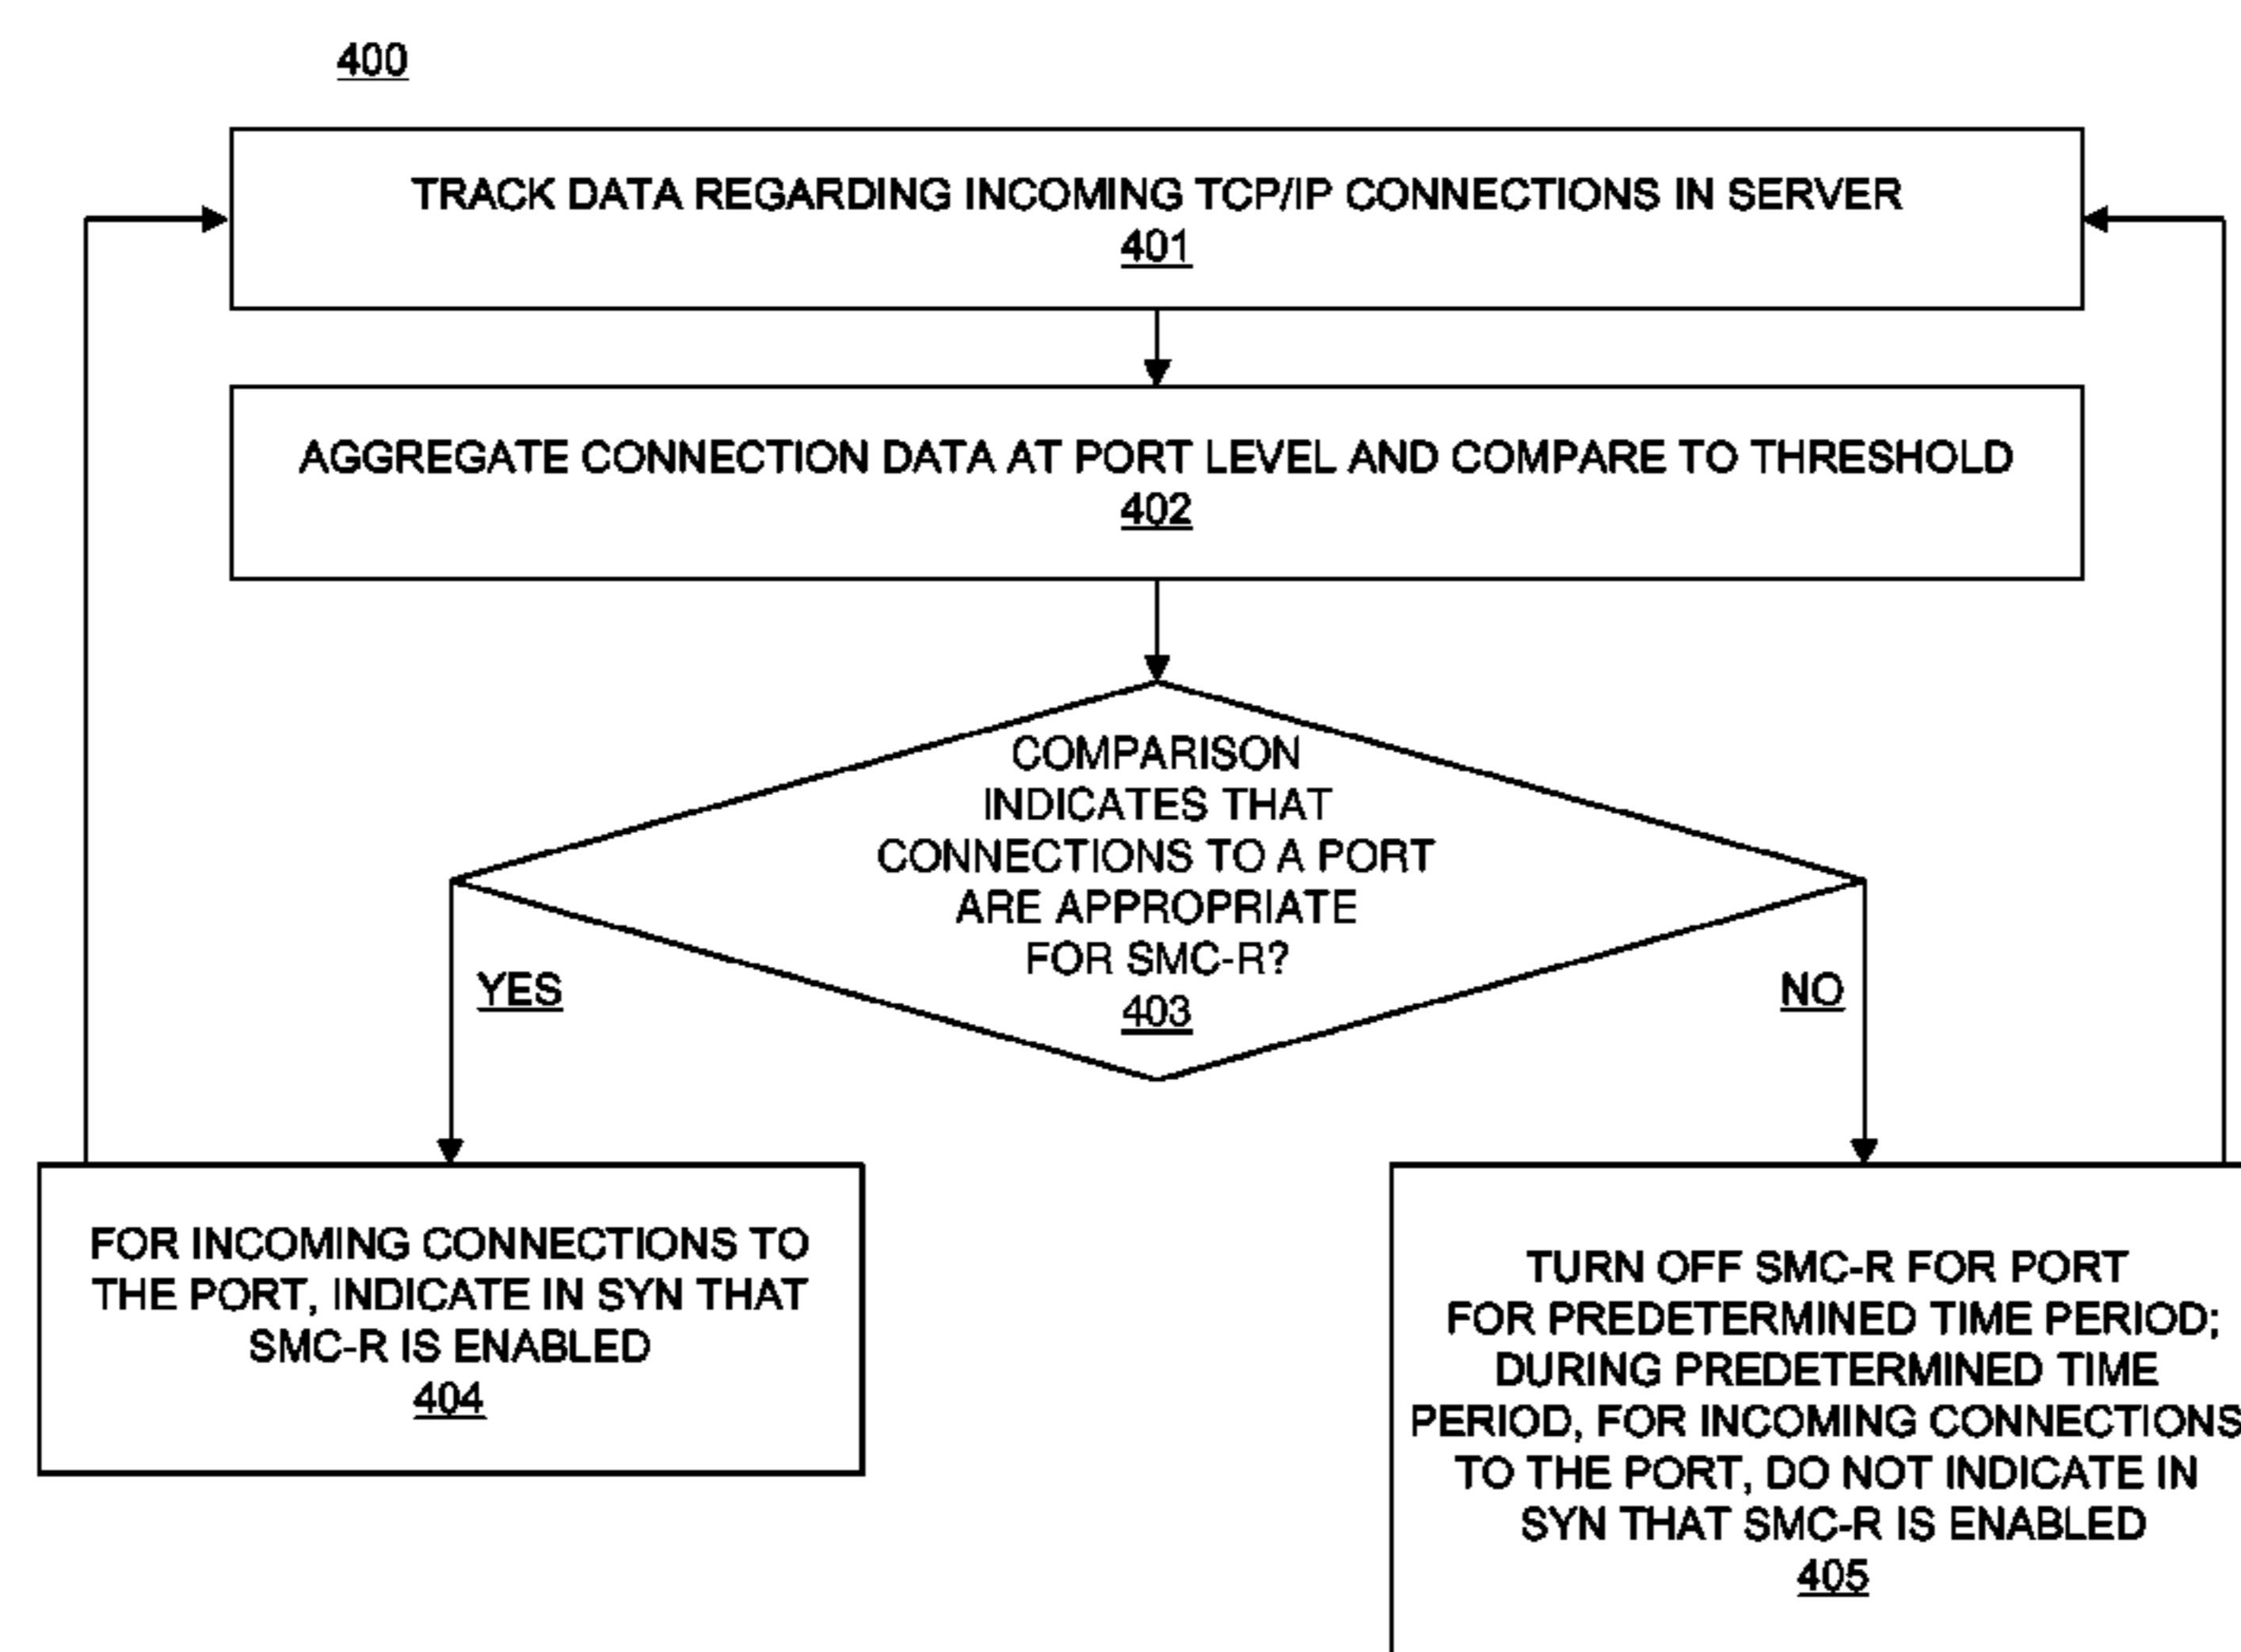 400
TRACK DATA REGARDING INCOMING TCP/IP CONNECTIONS IN SERVER
401
AGGREGATE CONNECTION DATA AT PORT LEVEL AND COMPARE TO THRESHOLD
402
COMPARISON
INDICATES THAT
CONNECTIONS TO A PORT
ARE APPROPRIATE
FOR SMC-R?
403
YES
NO
FOR INCOMING CONNECTIONS TO
THE PORT, INDICATE IN SYN THAT
SMC-R IS ENABLED
404
TURN OFF SMC-R FOR PORT
FOR PREDETERMINED TIME PERIOD;
DURING PREDETERMINED TIME
PERIOD, FOR INCOMING CONNECTIONS
TO THE PORT, DO NOT INDICATE IN
SYN THAT SMC-R IS ENABLED
405